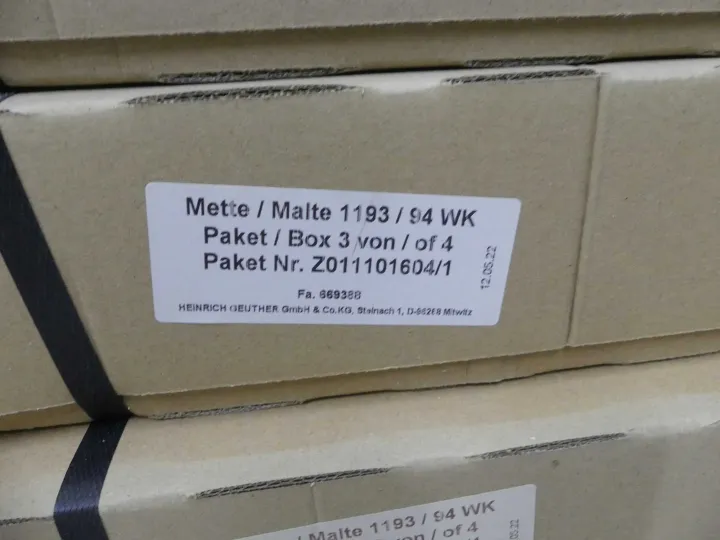 Mette / Malte 1193 / 94 WK
Paket / Box 3 von / of 4
Paket Nr. Z011101604/1
12.05.22
Fa. 669388
HEINRICH GEUTHER GmbH & Co.KG, Steinach 1, D-96268 Mitwitz
/ Malte 1193 / 94 WK
/ of 4